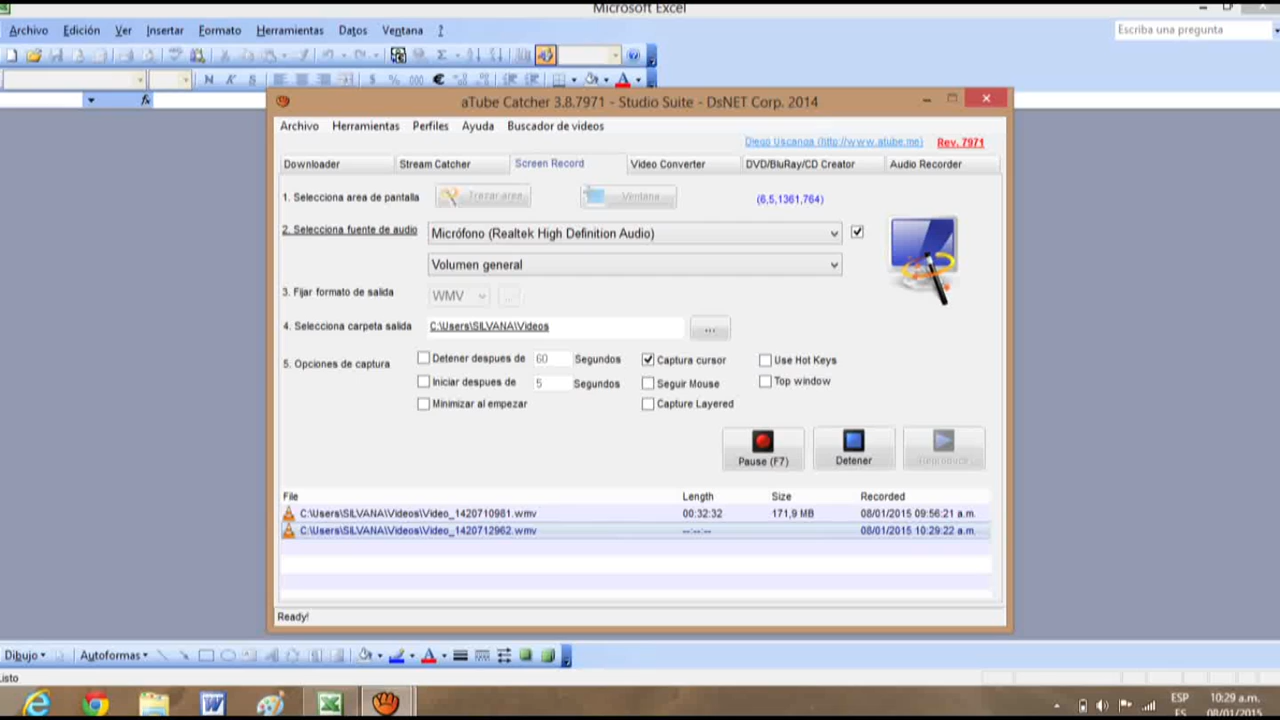 Microsoft Excel
Archivo Edición Ver Insertar Formato Herramientas Datos Ventana ?
Escriba una pregunta
N K S $ % 000 €
fx
aTube Catcher 3.8.7971 - Studio Suite - DsNET Corp. 2014
Archivo Herramientas Perfiles Ayuda Buscador de videos
Diego Uscanga (http://www.atube.me) Rev. 7971
Downloader Stream Catcher Screen Record Video Converter DVD/BluRay/CD Creator Audio Recorder
1. Selecciona area de pantalla Trazar area Ventana (6,5,1361,764)
2. Selecciona fuente de audio Micrófono (Realtek High Definition Audio)
Volumen general
3. Fijar formato de salida WMV ...
4. Selecciona carpeta salida C:\Users\SILVANA\Videos ...
5. Opciones de captura Detener despues de 60 Segundos Captura cursor Use Hot Keys
Iniciar despues de 5 Segundos Seguir Mouse Top window
Minimizar al empezar Capture Layered
Pause (F7) Detener
File Length Size Recorded
C:\Users\SILVANA\Videos\Video_1420710981.wmv 00:32:32 171,9 MB 08/01/2015 09:56:21 a.m.
C:\Users\SILVANA\Videos\Video_1420712962.wmv --:--:-- 08/01/2015 10:29:22 a.m.
Ready!
Dibujo Autoformas
isto
ESP 10:29 a.m.
ES 08/01/2015